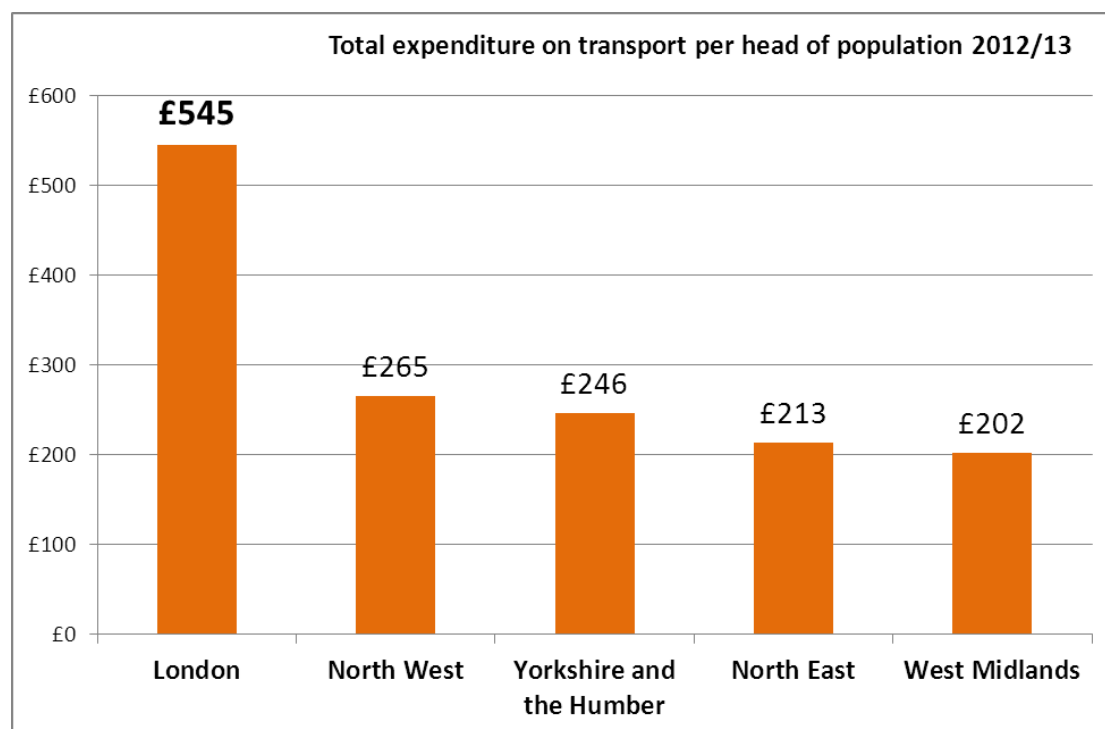 Total expenditure on transport per head of population 2012/13
£600
£545
£500
£400
£300
£265
£246
£213
£202
£200
£100
£0
London
North West
Yorkshire and
the Humber
North East
West Midlands